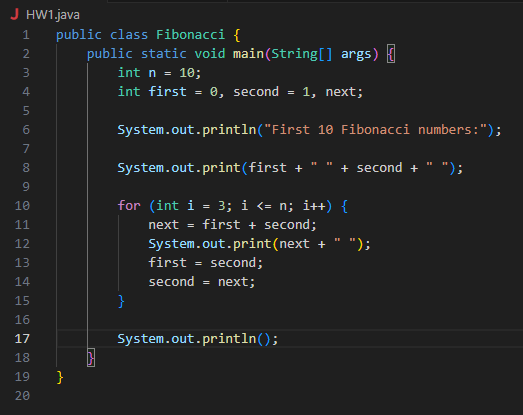 J HW1.java
1 public class Fibonacci {
2     public static void main(String[] args) {
3         int n = 10;
4         int first = 0, second = 1, next;
5
6         System.out.println("First 10 Fibonacci numbers:");
7
8         System.out.print(first + " " + second + " ");
9
10         for (int i = 3; i <= n; i++) {
11             next = first + second;
12             System.out.print(next + " ");
13             first = second;
14             second = next;
15         }
16
17         System.out.println();
18     }
19 }
20